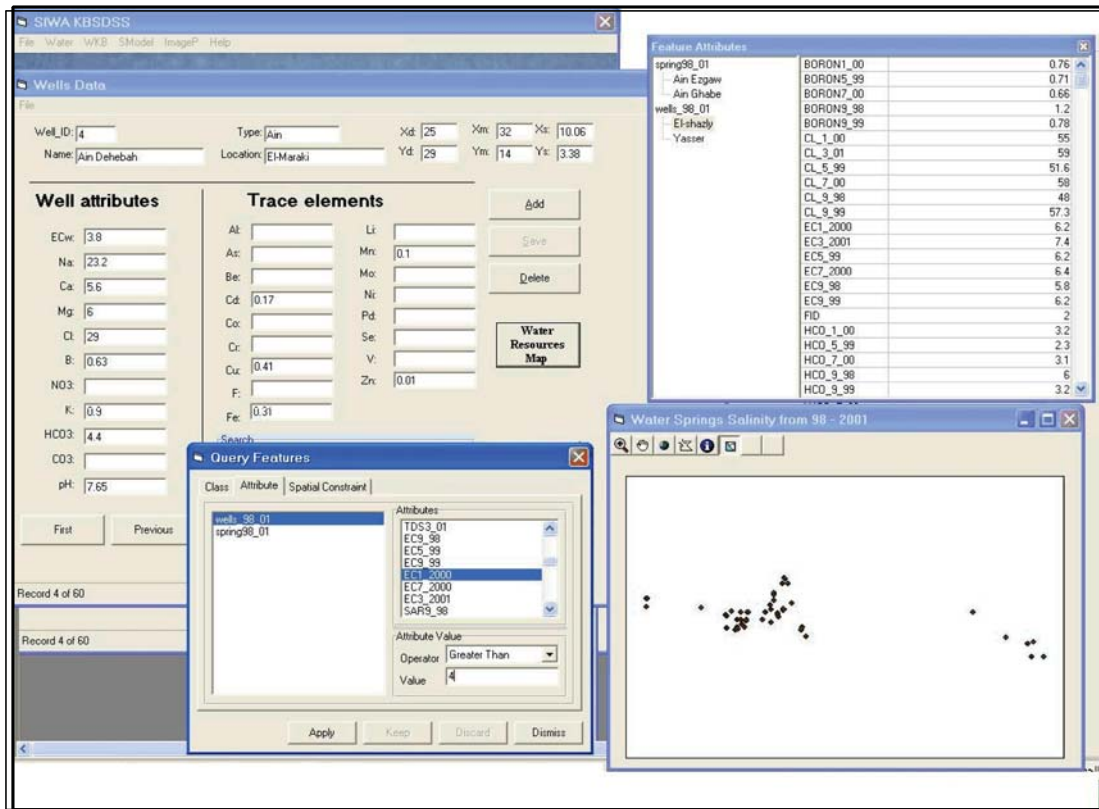 SIWA KBSDSS
File Water WKB SModel ImageP Help
Wells Data
File
Well_ID: 4 Type: Ain Xd: 25 Xm: 32 Xs: 10.06
Name: Ain Dehebah Location: El-Maraki Yd: 29 Ym: 14 Ys: 3.38
Well attributes
ECw: 3.8
Na: 23.2
Ca: 5.6
Mg: 6
Cl: 29
B: 0.63
NO3:
K: 0.9
HCO3: 4.4
CO3:
pH: 7.65
First Previous
Record 4 of 60
Record 4 of 60
Trace elements
Al:
As:
Be:
Cd: 0.17
Co:
Cr:
Cu: 0.41
F:
Fe: 0.31
Li:
Mn: 0.1
Mo:
Ni:
Pd:
Se:
V:
Zn: 0.01
Add
Save
Delete
Water
Resources
Map
Search
Query Features
Class Attribute Spatial Constraint
wells_98_01
spring98_01
Attributes
TDS3_01
EC9_98
EC5_99
EC9_99
EC1_2000
EC7_2000
EC3_2001
SAR9_98
Attribute Value
Operator Greater Than
Value 4
Apply Keep Discard Dismiss
Feature Attributes
spring98_01
Ain Ezgaw
Ain Ghabe
wells_98_01
El-shazly
Yasser
BORON1_00 0.76
BORON5_99 0.71
BORON7_00 0.66
BORON9_98 1.2
BORON9_99 0.78
CL_1_00 55
CL_3_01 59
CL_5_99 51.6
CL_7_00 58
CL_9_98 48
CL_9_99 57.3
EC1_2000 6.2
EC3_2001 7.4
EC5_99 6.2
EC7_2000 6.4
EC9_98 5.8
EC9_99 6.2
FID 2
HCO_1_00 3.2
HCO_5_99 2.3
HCO_7_00 3.1
HCO_9_98 6
HCO_9_99 3.2
Water Springs Salinity from 98 - 2001